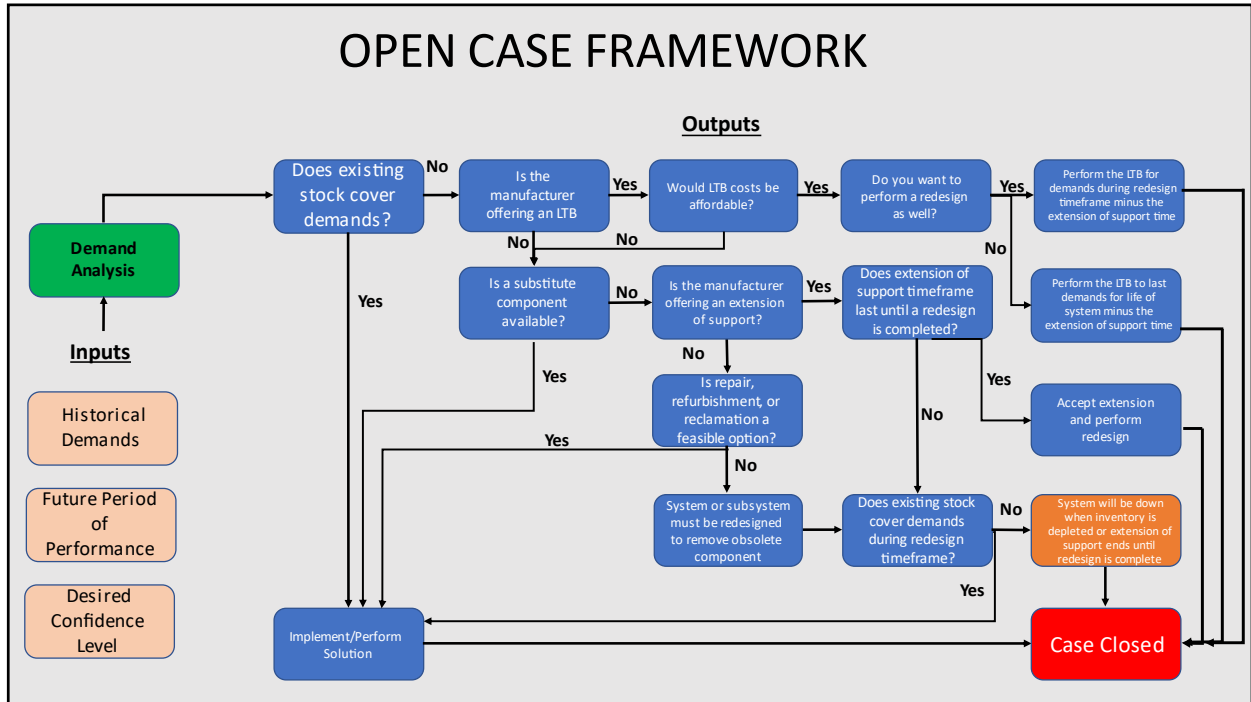 OPEN CASE FRAMEWORK
Outputs
Does existing
stock cover
demands?
No
Is the
manufacturer
offering an LTB
Yes
Would LTB costs be
affordable?
Yes
Do you want to
perform a redesign
as well?
Yes
Perform the LTB for
demands during redesign
timeframe minus the
extension of support time
No
No
No
Demand
Analysis
Yes
Is a substitute
component
available?
No
Is the manufacturer
offering an extension
of support?
Yes
Does extension of
support timeframe
last until a redesign
is completed?
Perform the LTB to last
demands for life of
system minus the
extension of support time
Inputs
Yes
No
Yes
Historical
Demands
Is repair,
refurbishment, or
reclamation a
feasible option?
No
Accept extension
and perform
redesign
Yes
No
Future Period
of
Performance
System or subsystem
must be redesigned
to remove obsolete
component
Does existing stock
cover demands
during redesign
timeframe?
No
System will be down
when inventory is
depleted or extension of
support ends until
redesign is complete
Yes
Desired
Confidence
Level
Implement/Perform
Solution
Case Closed